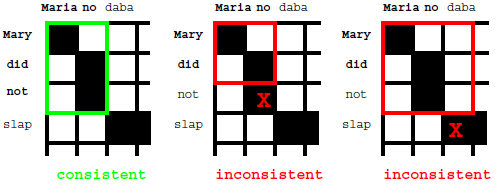 Maria no daba Maria no daba Maria no daba
Mary Mary Mary
did did did
not not X not
slap slap slap X
consistent inconsistent inconsistent